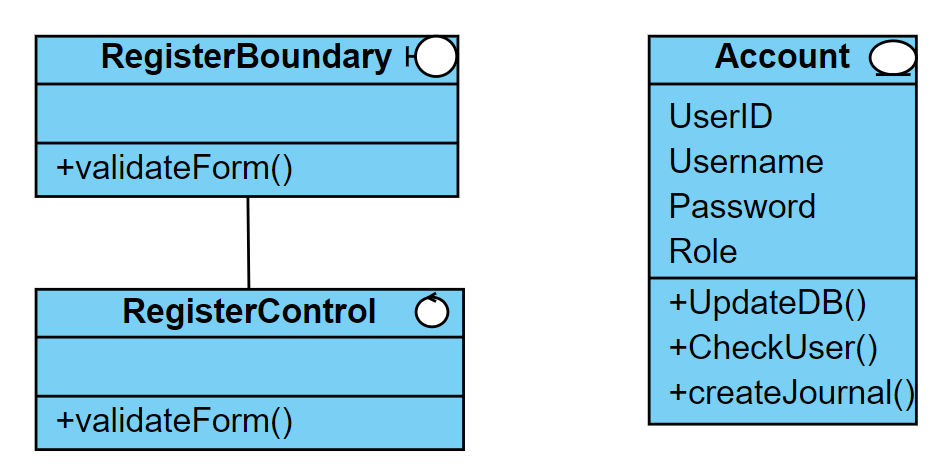 RegisterBoundary
+validateForm()
RegisterControl
+validateForm()
Account
UserID
Username
Password
Role
+UpdateDB()
+CheckUser()
+createJournal()